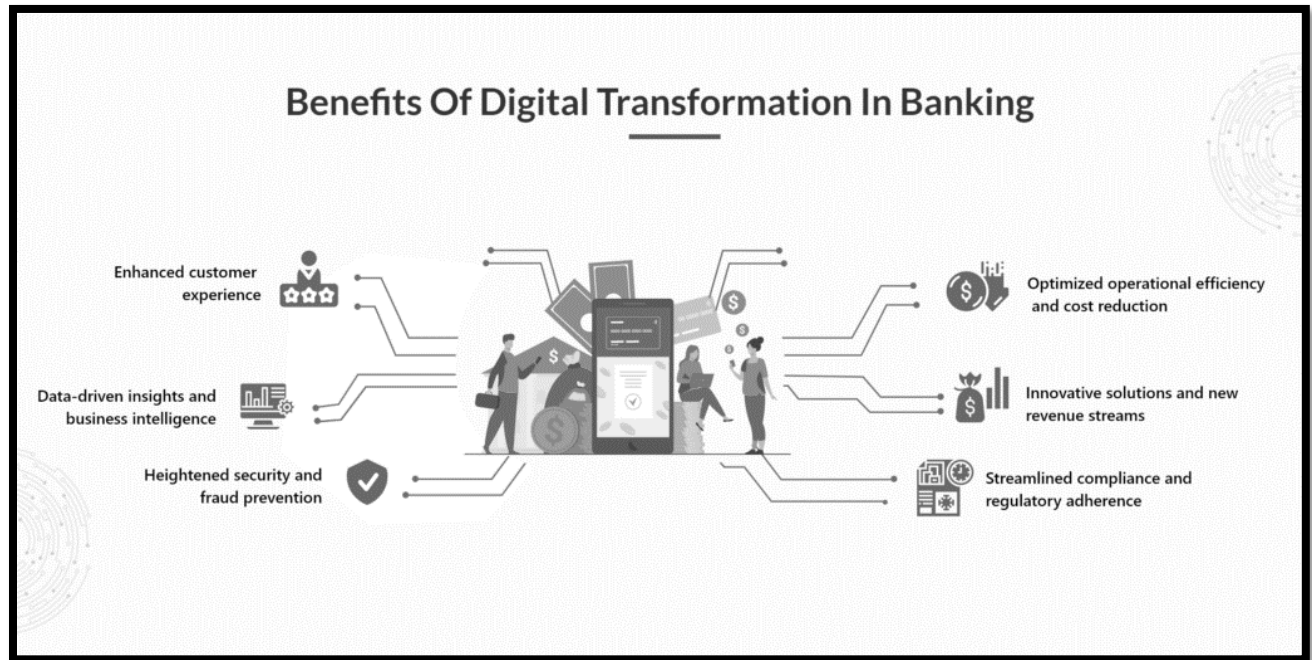 Benefits Of Digital Transformation In Banking
Enhanced customer
experience
Data-driven insights and
business intelligence
Heightened security and
fraud prevention
Optimized operational efficiency
and cost reduction
Innovative solutions and new
revenue streams
Streamlined compliance and
regulatory adherence